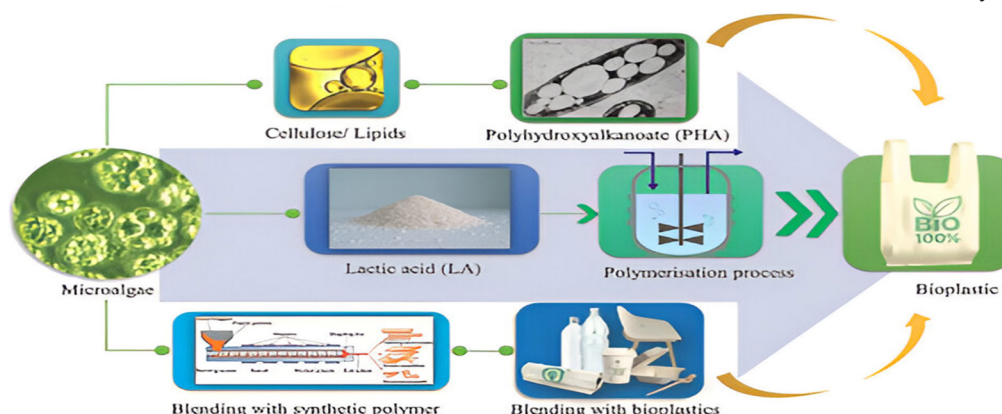 Cellulose/ Lipids
Polyhydroxyalkanoate (PHA)
Microalgae
Lactic acid (LA)
Polymerisation process
BIO
100%
Bioplastic
Blending with synthetic polymer
Blending with bioplastics